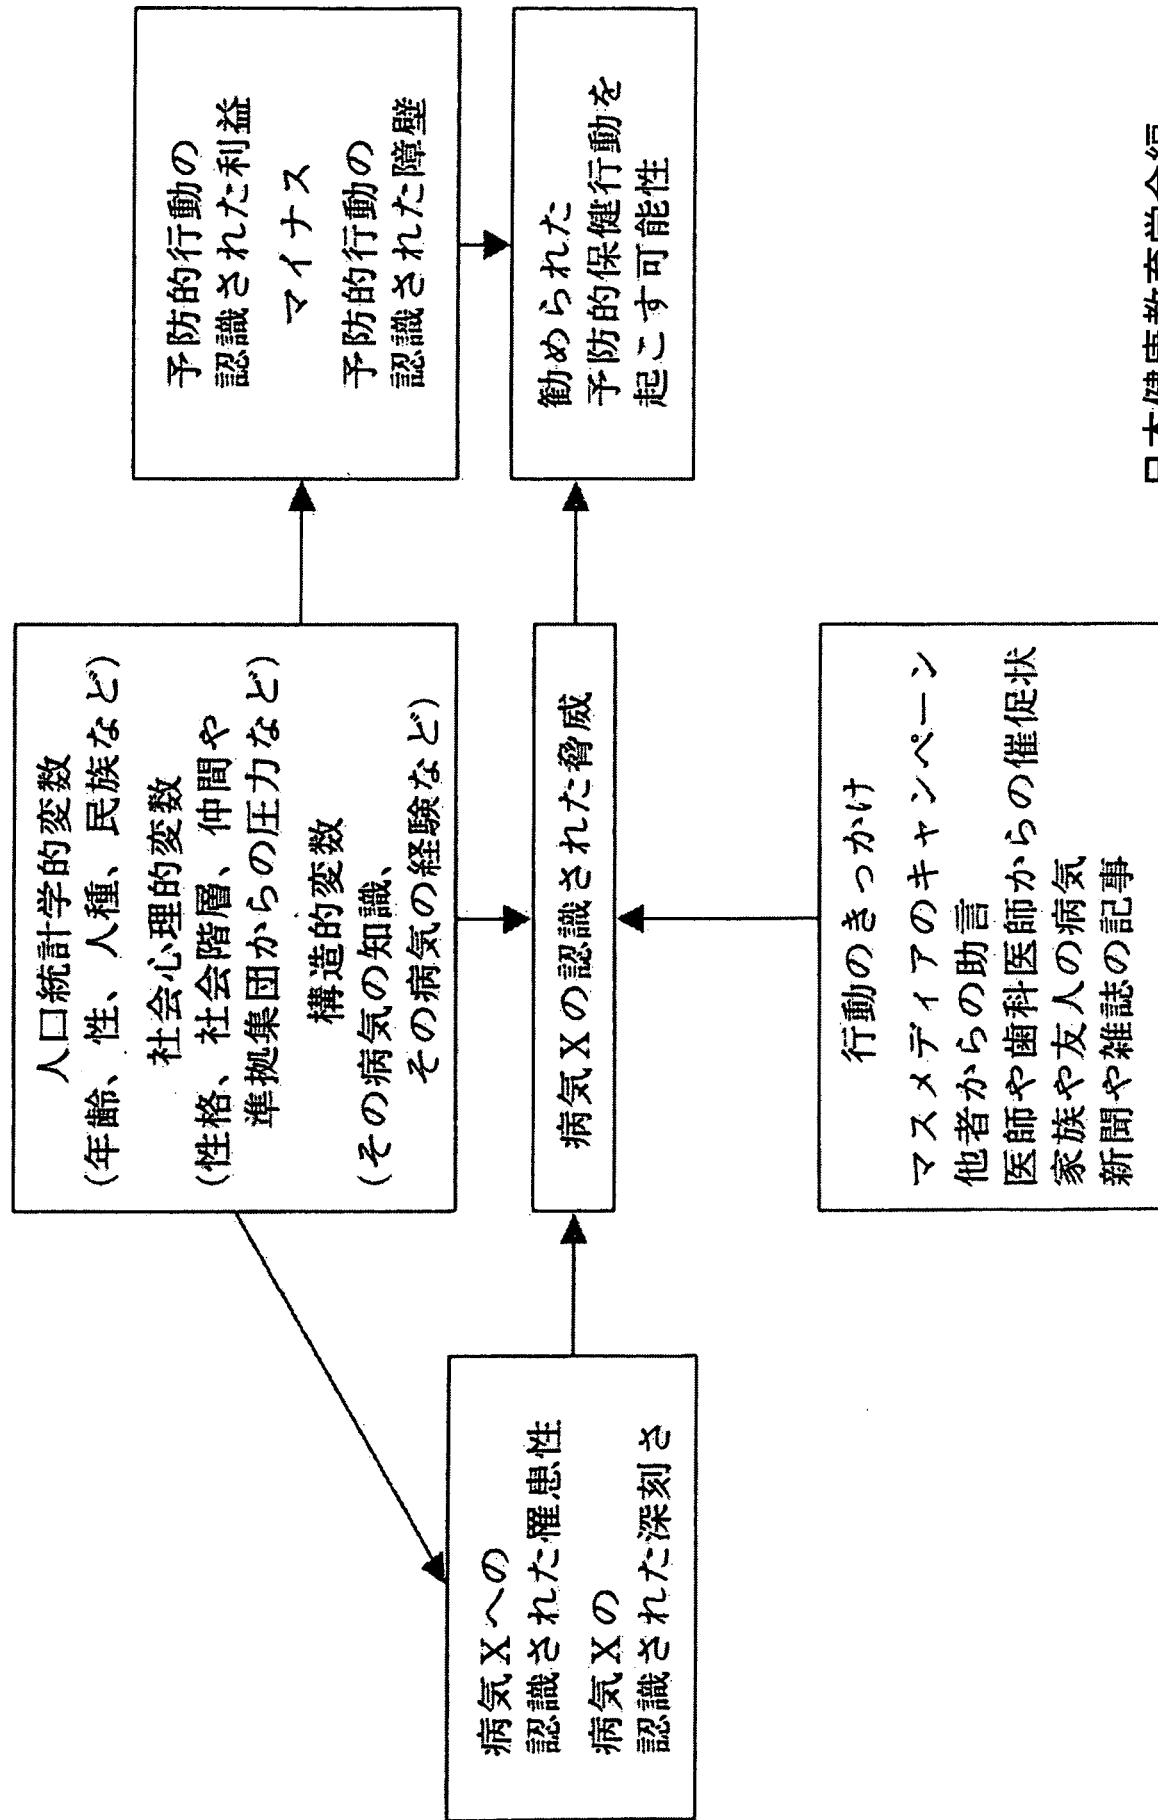 人口統計学的変数
(年齢、性、人種、民族など)
社会心理的変数
(性格、社会階層、仲間や
準拠集団からの圧力など)
構造的変数
(その病気の知識、
その病気の経験など)
予防的行動の
認識された利益
マイナス
予防的行動の
認識された障壁
病気Xへの
認識された罹患性
病気Xの
認識された深刻さ
病気Xの認識された脅威
勧められた
予防的保健行動を
起こす可能性
行動のきっかけ
マスメディアのキャンペーン
他者からの助言
医師や歯科医師からの催促状
家族や友人の病気
新聞や雑誌の記事
日本健康教育学会編